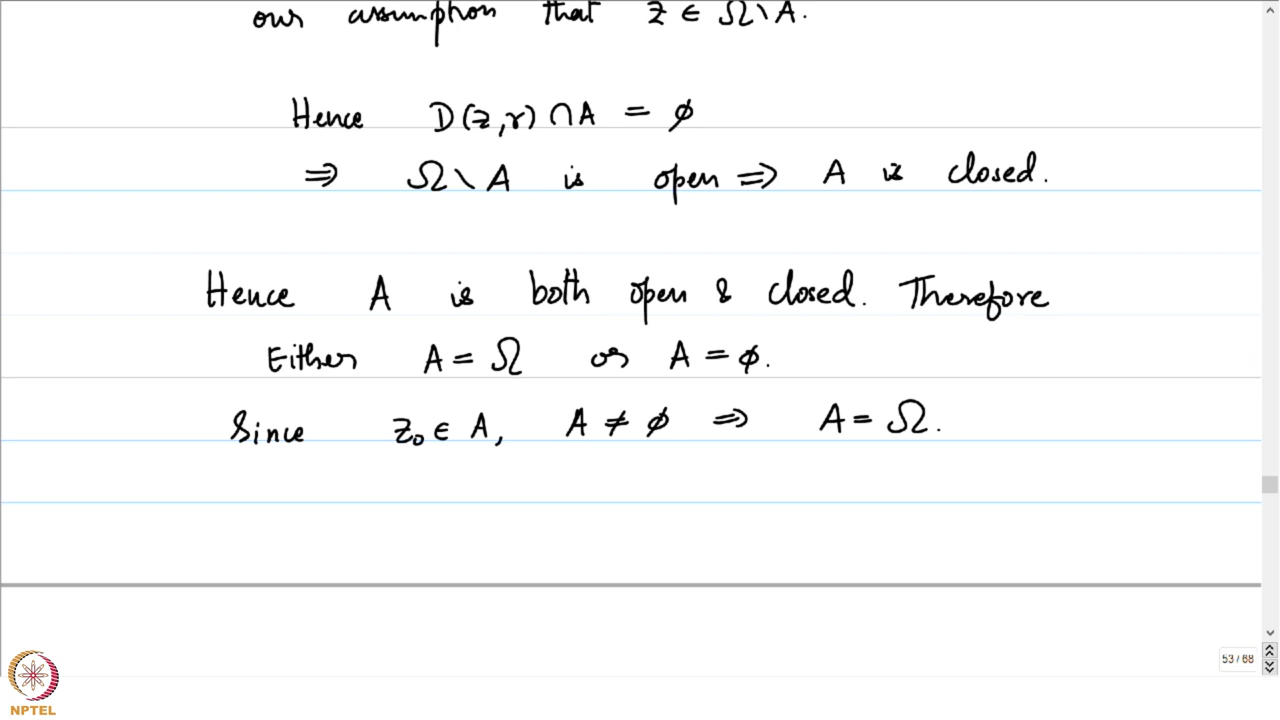 our assumption that z ∈ Ω \ A.
Hence D(z,r) ∩ A = ϕ
⇒ Ω \ A is open ⇒ A is closed.
Hence A is both open & closed. Therefore
Either A = Ω or A = ϕ.
Since z₀ ∈ A, A ≠ ϕ ⇒ A = Ω.
53 / 68
NPTEL